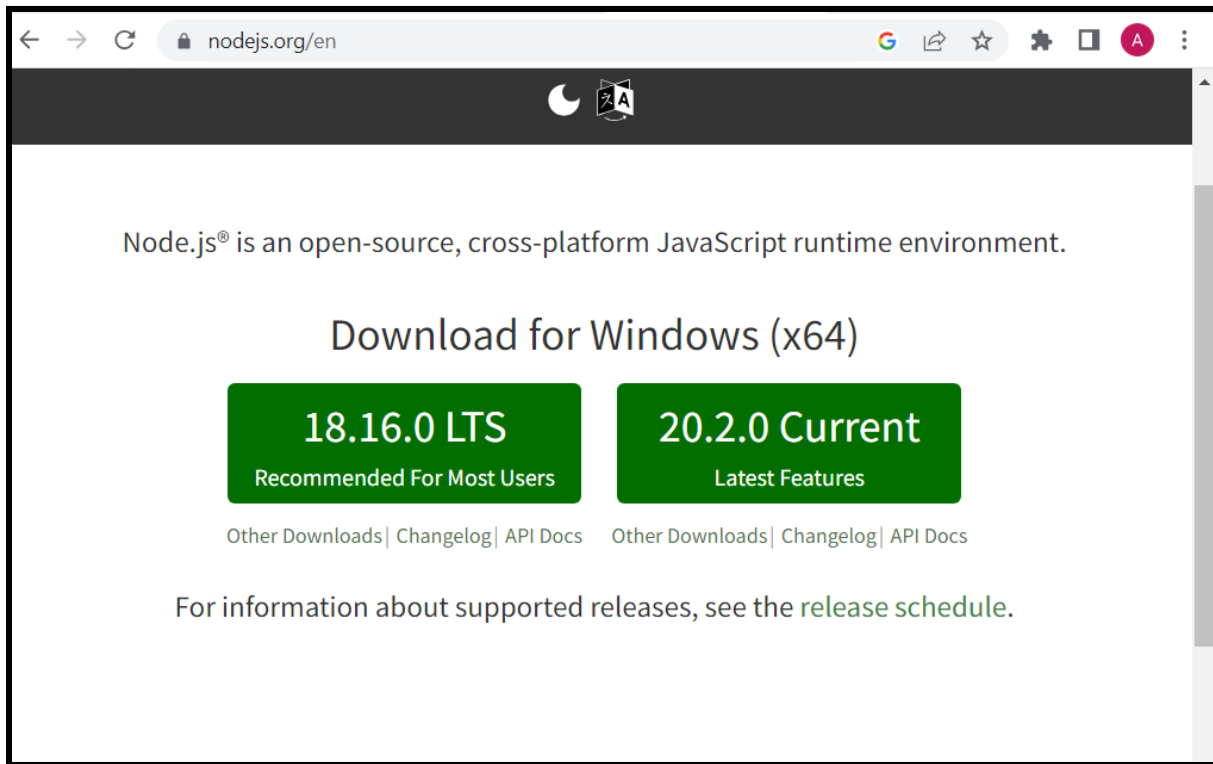 nodejs.org/en
A
Node.js® is an open-source, cross-platform JavaScript runtime environment.
Download for Windows (x64)
18.16.0 LTS
Recommended For Most Users
20.2.0 Current
Latest Features
Other Downloads| Changelog| API Docs
Other Downloads| Changelog| API Docs
For information about supported releases, see the release schedule.